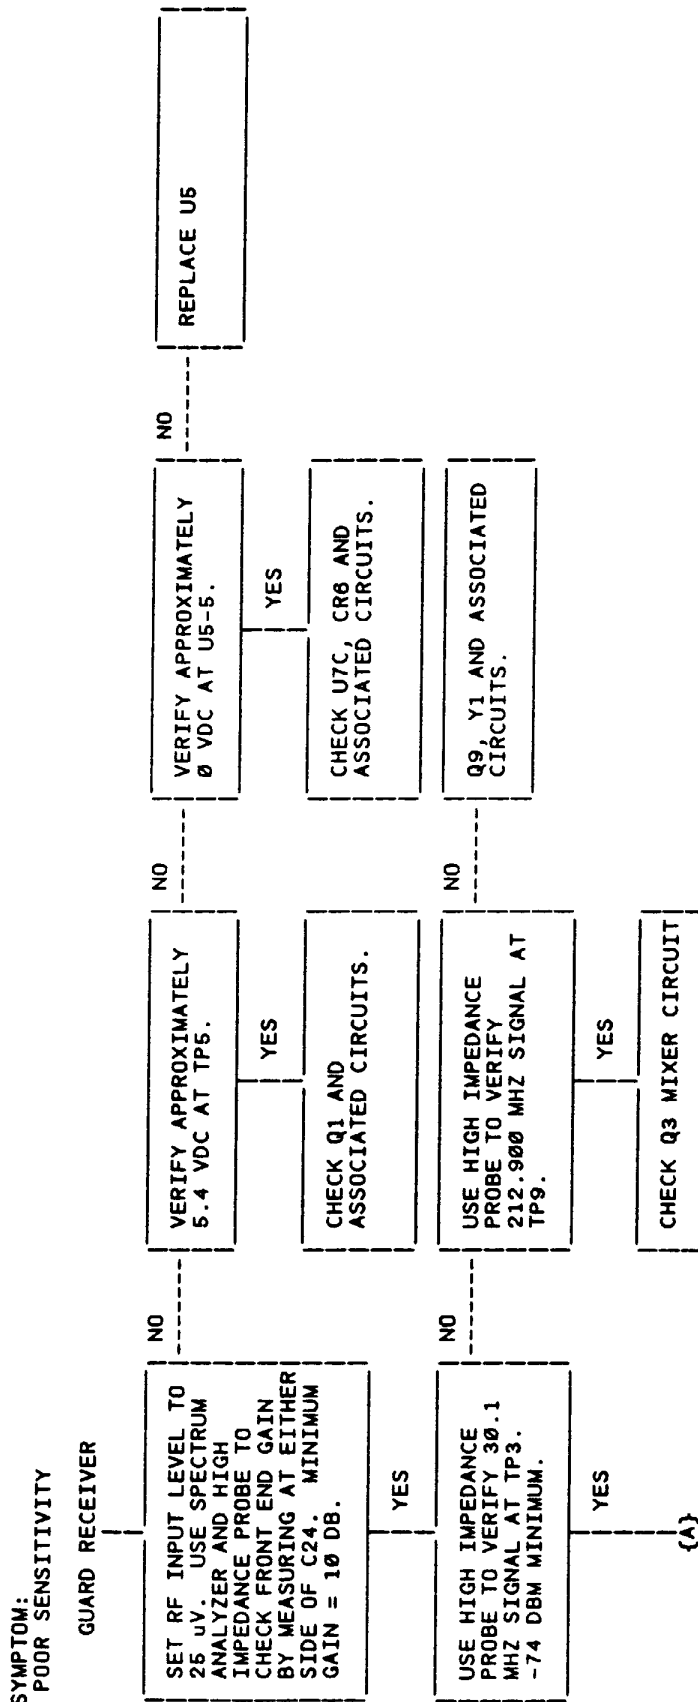 SYMPTOM:
POOR SENSITIVITY
GUARD RECEIVER
SET RF INPUT LEVEL TO
25 uV. USE SPECTRUM
ANALYZER AND HIGH
IMPEDANCE PROBE TO
CHECK FRONT END GAIN
BY MEASURING AT EITHER
SIDE OF C24. MINIMUM
GAIN = 10 DB.
NO
VERIFY APPROXIMATELY
5.4 VDC AT TP5.
NO
VERIFY APPROXIMATELY
0 VDC AT U5-5.
NO
REPLACE U5
YES
CHECK Q1 AND
ASSOCIATED CIRCUITS.
YES
CHECK U7C, CR6 AND
ASSOCIATED CIRCUITS.
YES
USE HIGH IMPEDANCE
PROBE TO VERIFY 30.1
MHZ SIGNAL AT TP3.
-74 DBM MINIMUM.
NO
USE HIGH IMPEDANCE
PROBE TO VERIFY
212.900 MHZ SIGNAL AT
TP9.
NO
Q9, Y1 AND ASSOCIATED
CIRCUITS.
YES
{A}
YES
CHECK Q3 MIXER CIRCUIT